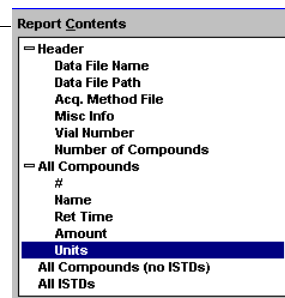 Report Contents
Header
Data File Name
Data File Path
Acq. Method File
Misc Info
Vial Number
Number of Compounds
All Compounds
#
Name
Ret Time
Amount
Units
All Compounds (no ISTDs)
All ISTDs